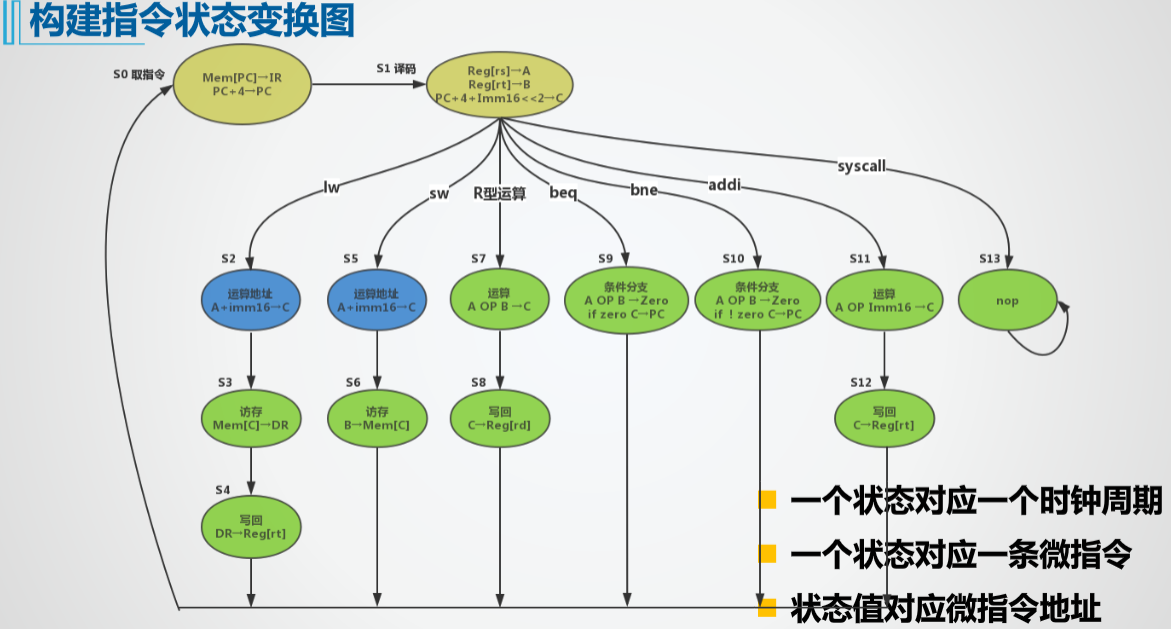 构建指令状态变换图
S0 取指令
Mem[PC]→IR
PC+4→PC
S1 译码
Reg[rs]→A
Reg[rt]→B
PC+4+Imm16<<2→C
lw
sw
R型运算
beq
bne
addi
syscall
S2
运算地址
A+imm16→C
S5
运算地址
A+imm16→C
S7
运算
A OP B →C
S9
条件分支
A OP B →Zero
if zero C→PC
S10
条件分支
A OP B →Zero
if ! zero C→PC
S11
运算
A OP Imm16 →C
S13
nop
S3
访存
Mem[C]→DR
S6
访存
B→Mem[C]
S8
写回
C→Reg[rd]
S12
写回
C→Reg[rt]
S4
写回
DR→Reg[rt]
一个状态对应一个时钟周期
一个状态对应一条微指令
状态值对应微指令地址